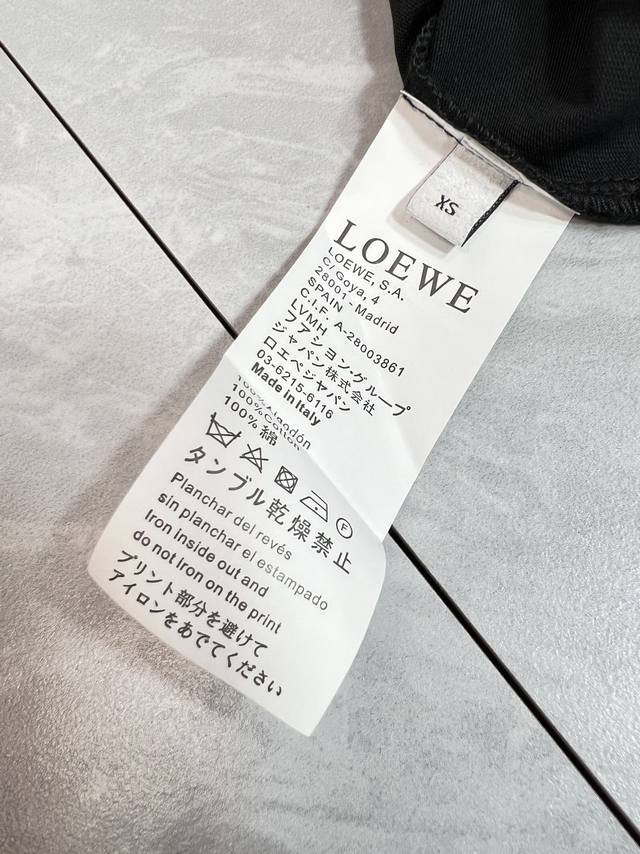 XS
LOEWE
LOEWE, S.A.
C/ Goya, 4
28001 - Madrid
SPAIN
C.I.F. A-28003861
LVMH
ファアション・グループ
ジャパン株式会社
ロエベジャパン
03-6215-6116
Made in Italy
100% Algodón
100% Cotton
100% 綿
F
タンブル乾燥禁止
Planchar del revés
sin planchar el estampado
Iron inside out and
do not Iron on the print
プリント部分を避けて
アイロンをあでてください